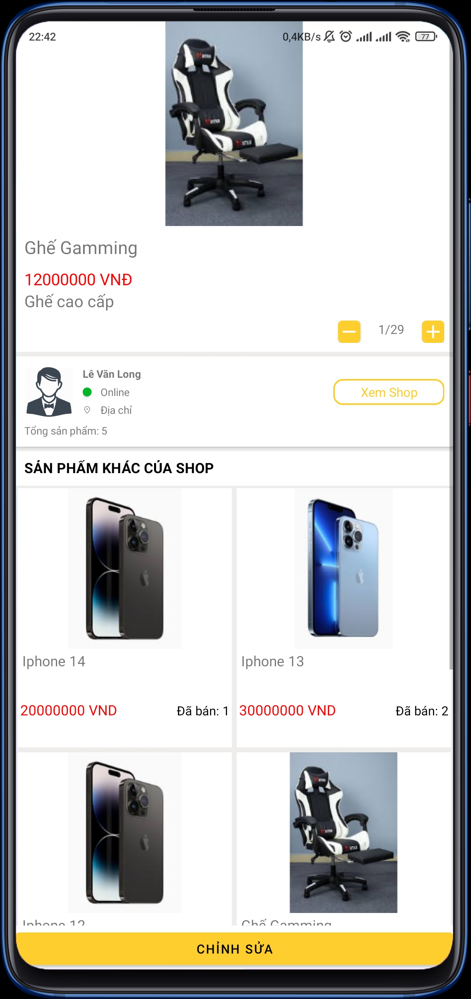 22:42 0,4KB/s 77
Ghế Gamming
12000000 VNĐ
Ghế cao cấp
1/29
Lê Văn Long
Online
Xem Shop
Địa chỉ
Tổng sản phẩm: 5
SẢN PHẨM KHÁC CỦA SHOP
Iphone 14
Iphone 13
20000000 VND
Đã bán: 1
30000000 VND
Đã bán: 2
Iphone 12
Ghế Gamming
CHỈNH SỬA